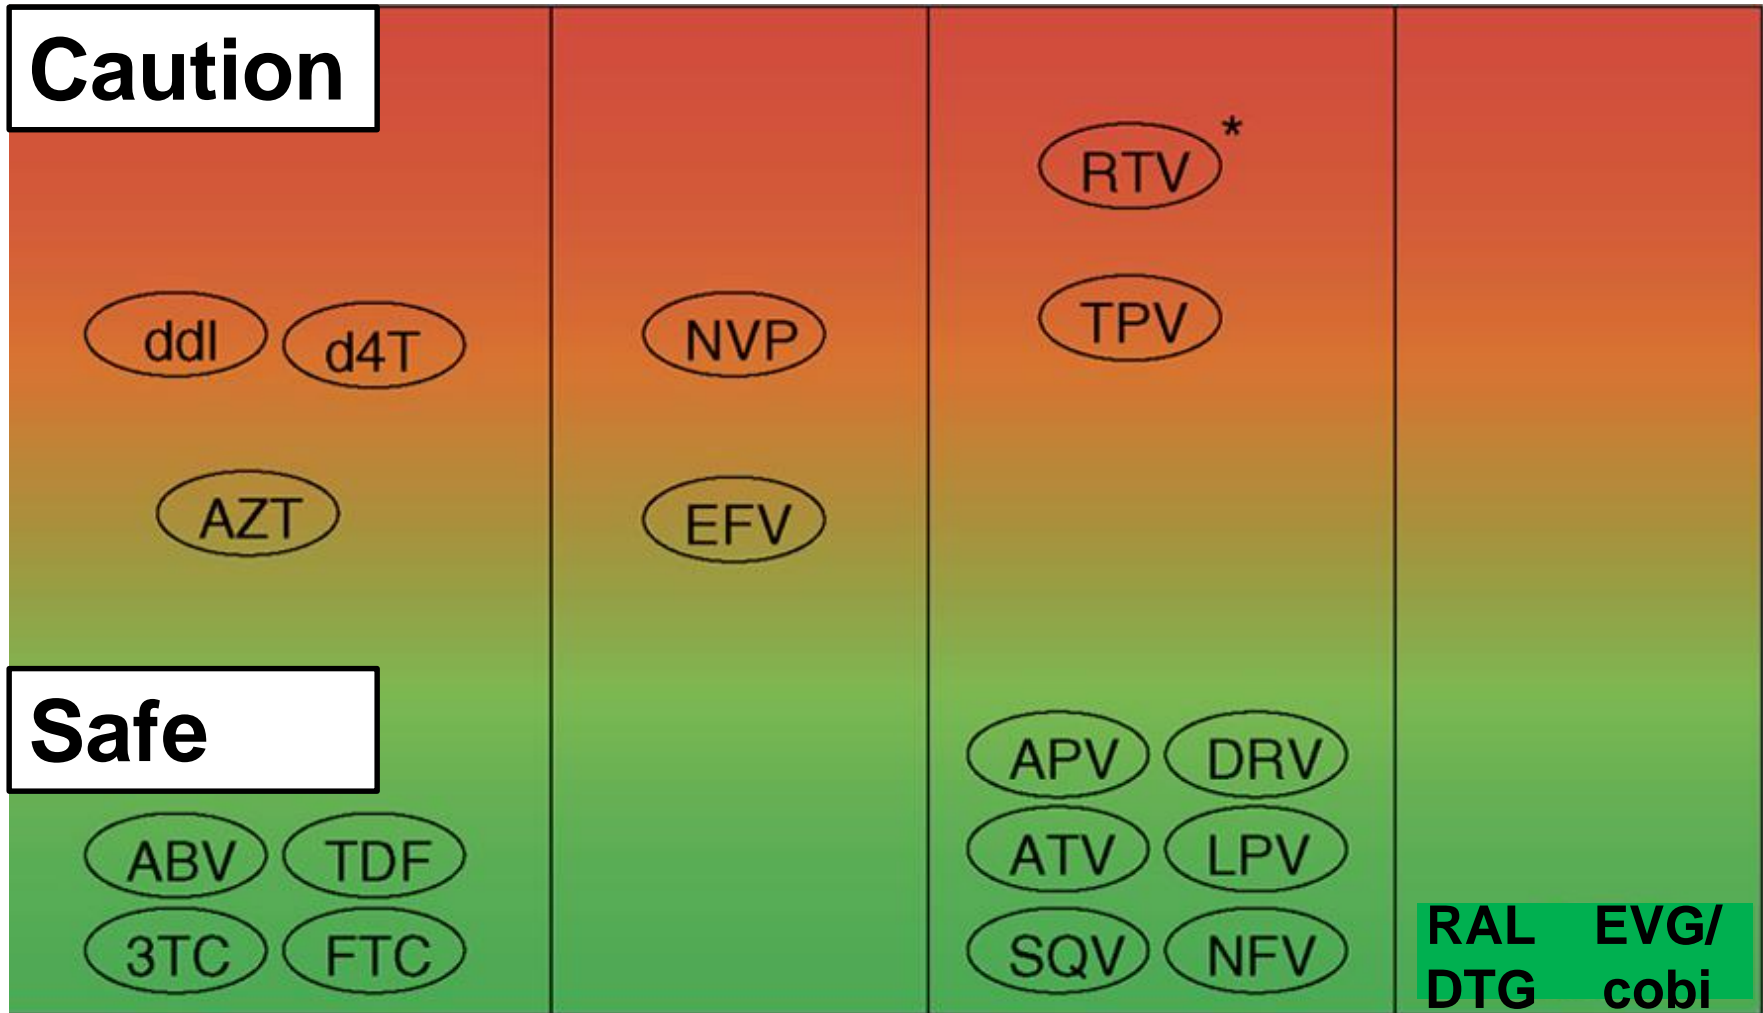 Caution
RTV*
ddI d4T NVP TPV
AZT EFV
Safe
APV DRV
ABV TDF ATV LPV
3TC FTC SQV NFV
RAL EVG/
DTG cobi